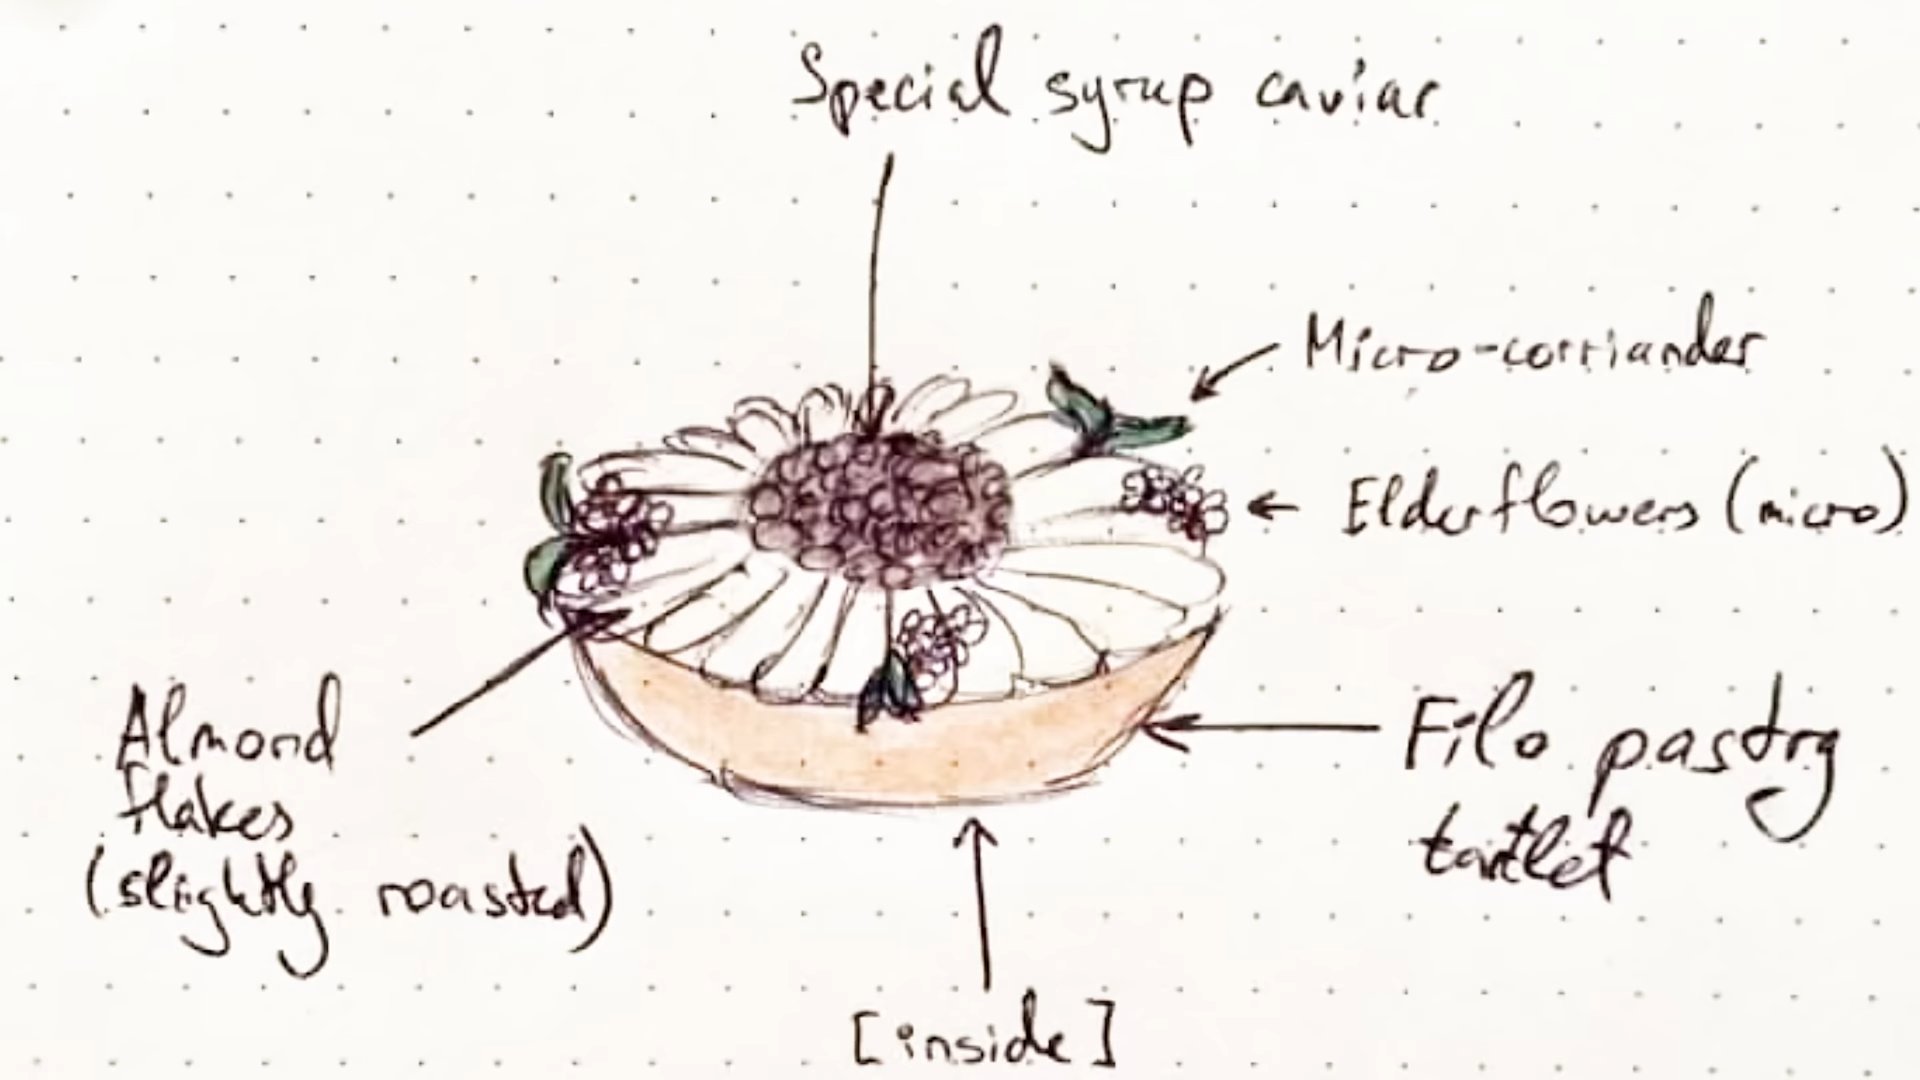 Special syrup caviar
Micro-corriander
Elderflowers (micro)
Almond
flakes
(slightly roasted)
Filo pastry
tartlet
[inside]